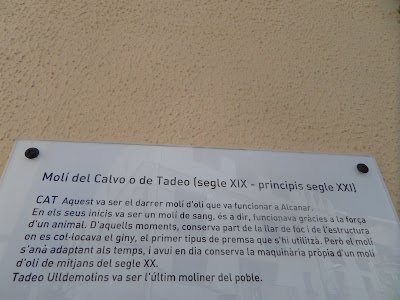 Molí del Calvo o de Tadeo (segle XIX - principis segle XXI)
CAT Aquest va ser el darrer molí d'oli que va funcionar a Alcanar.
En els seus inicis va ser un molí de sang, és a dir, funcionava gràcies a la força
d'un animal. D'aquells moments, conserva part de la llar de foc i de l'estructura
on es col·locava el giny, el primer tipus de premsa que s'hi utilitzà. Però el molí
s'anà adaptant als temps, i avui en dia conserva la maquinària pròpia d'un molí
d'oli de mitjans del segle XX.
Tadeo Ulldemolins va ser l'últim moliner del poble.